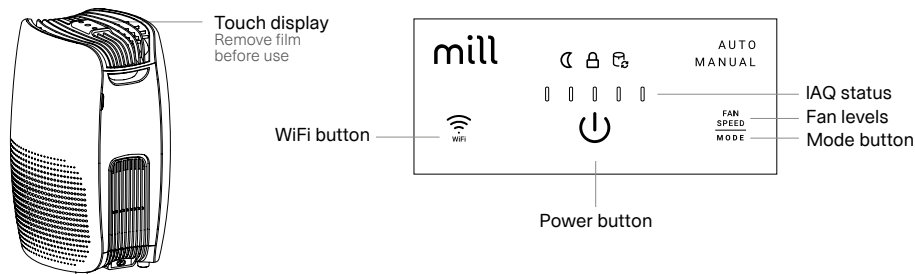 Touch display
Remove film
before use
mill
AUTO
MANUAL
IAQ status
WiFi button
WiFi
FAN
SPEED
MODE
Fan levels
Mode button
Power button